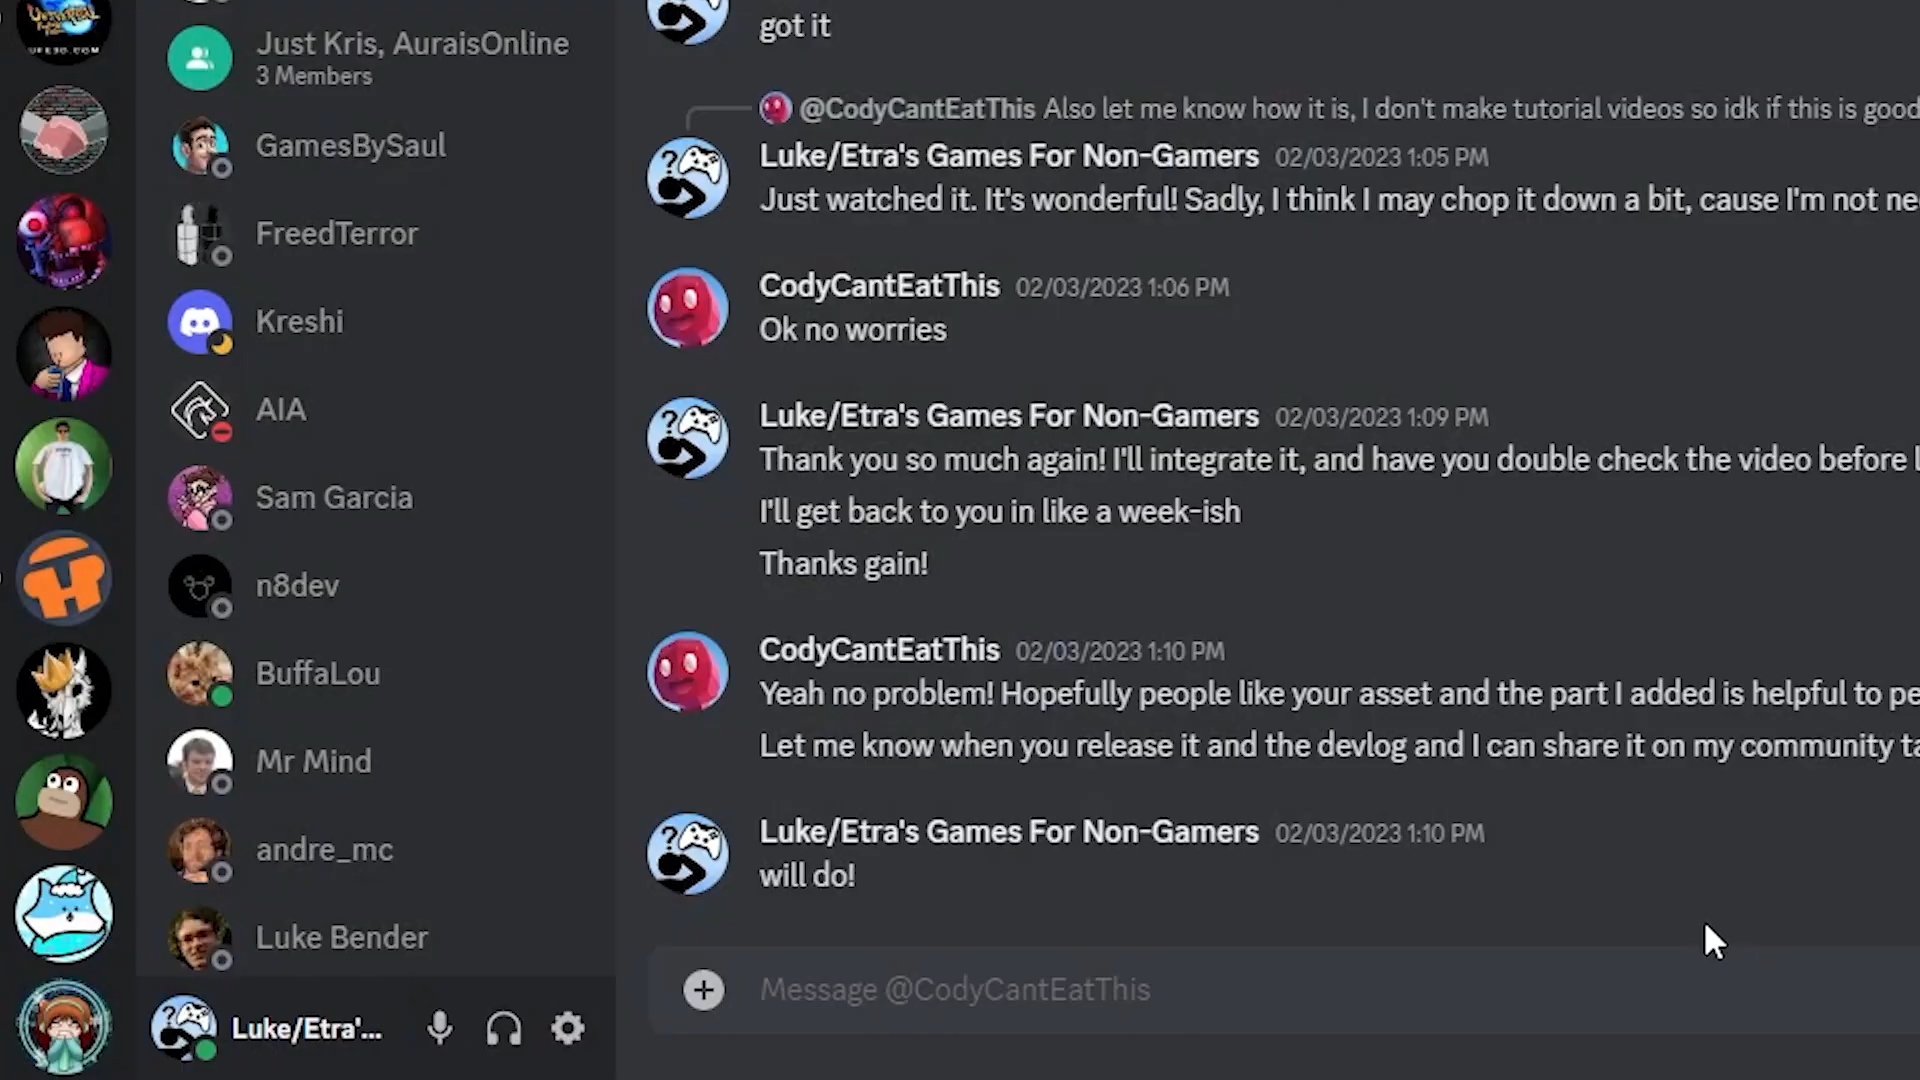 UNIVERSAL
UFE3D.COM
Just Kris, AuraisOnline
3 Members
GamesBySaul
FreedTerror
Kreshi
AIA
Sam Garcia
n8dev
BuffaLou
Mr Mind
andre_mc
Luke Bender
Luke/Etra'...
got it
@CodyCantEatThis Also let me know how it is, I don't make tutorial videos so idk if this is good
Luke/Etra's Games For Non-Gamers 02/03/2023 1:05 PM
Just watched it. It's wonderful! Sadly, I think I may chop it down a bit, cause I'm not ne
CodyCantEatThis 02/03/2023 1:06 PM
Ok no worries
Luke/Etra's Games For Non-Gamers 02/03/2023 1:09 PM
Thank you so much again! I'll integrate it, and have you double check the video before
I'll get back to you in like a week-ish
Thanks gain!
CodyCantEatThis 02/03/2023 1:10 PM
Yeah no problem! Hopefully people like your asset and the part I added is helpful to pe
Let me know when you release it and the devlog and I can share it on my community ta
Luke/Etra's Games For Non-Gamers 02/03/2023 1:10 PM
will do!
Message @CodyCantEatThis